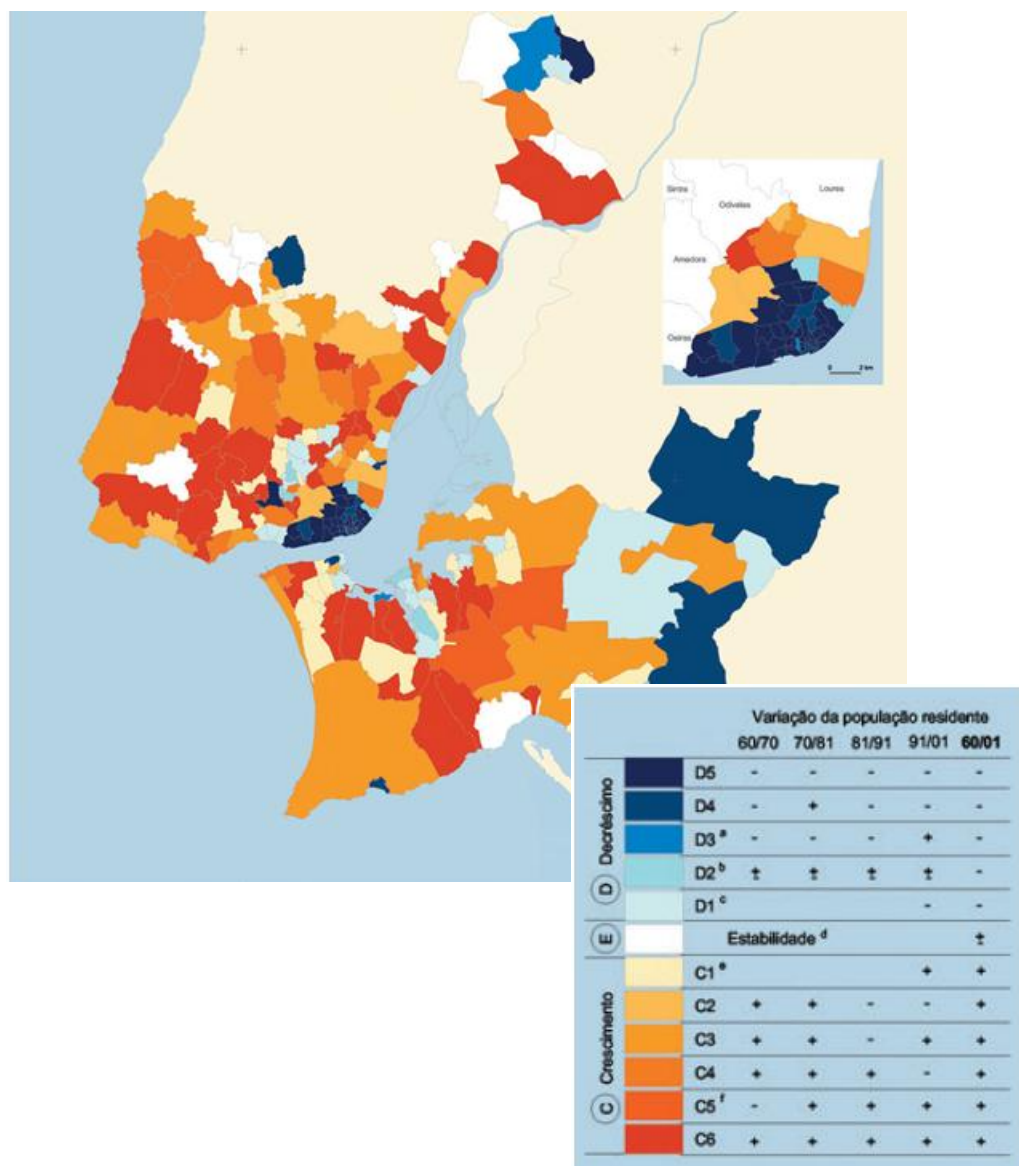 Sintra
Loures
Odivelas
Amadora
Oeiras
0 2 km
Variação da população residente
60/70 70/81 81/91 91/01 60/01
Decréscimo
D
D5 - - - - -
D4 - + - - -
D3 a - - - + -
D2 b ± ± ± ± -
D1 c - -
E
Estabilidade d ±
Crescimento
C
C1 e + +
C2 + + - - +
C3 + + - + +
C4 + + + - +
C5 f - + + + +
C6 + + + + +